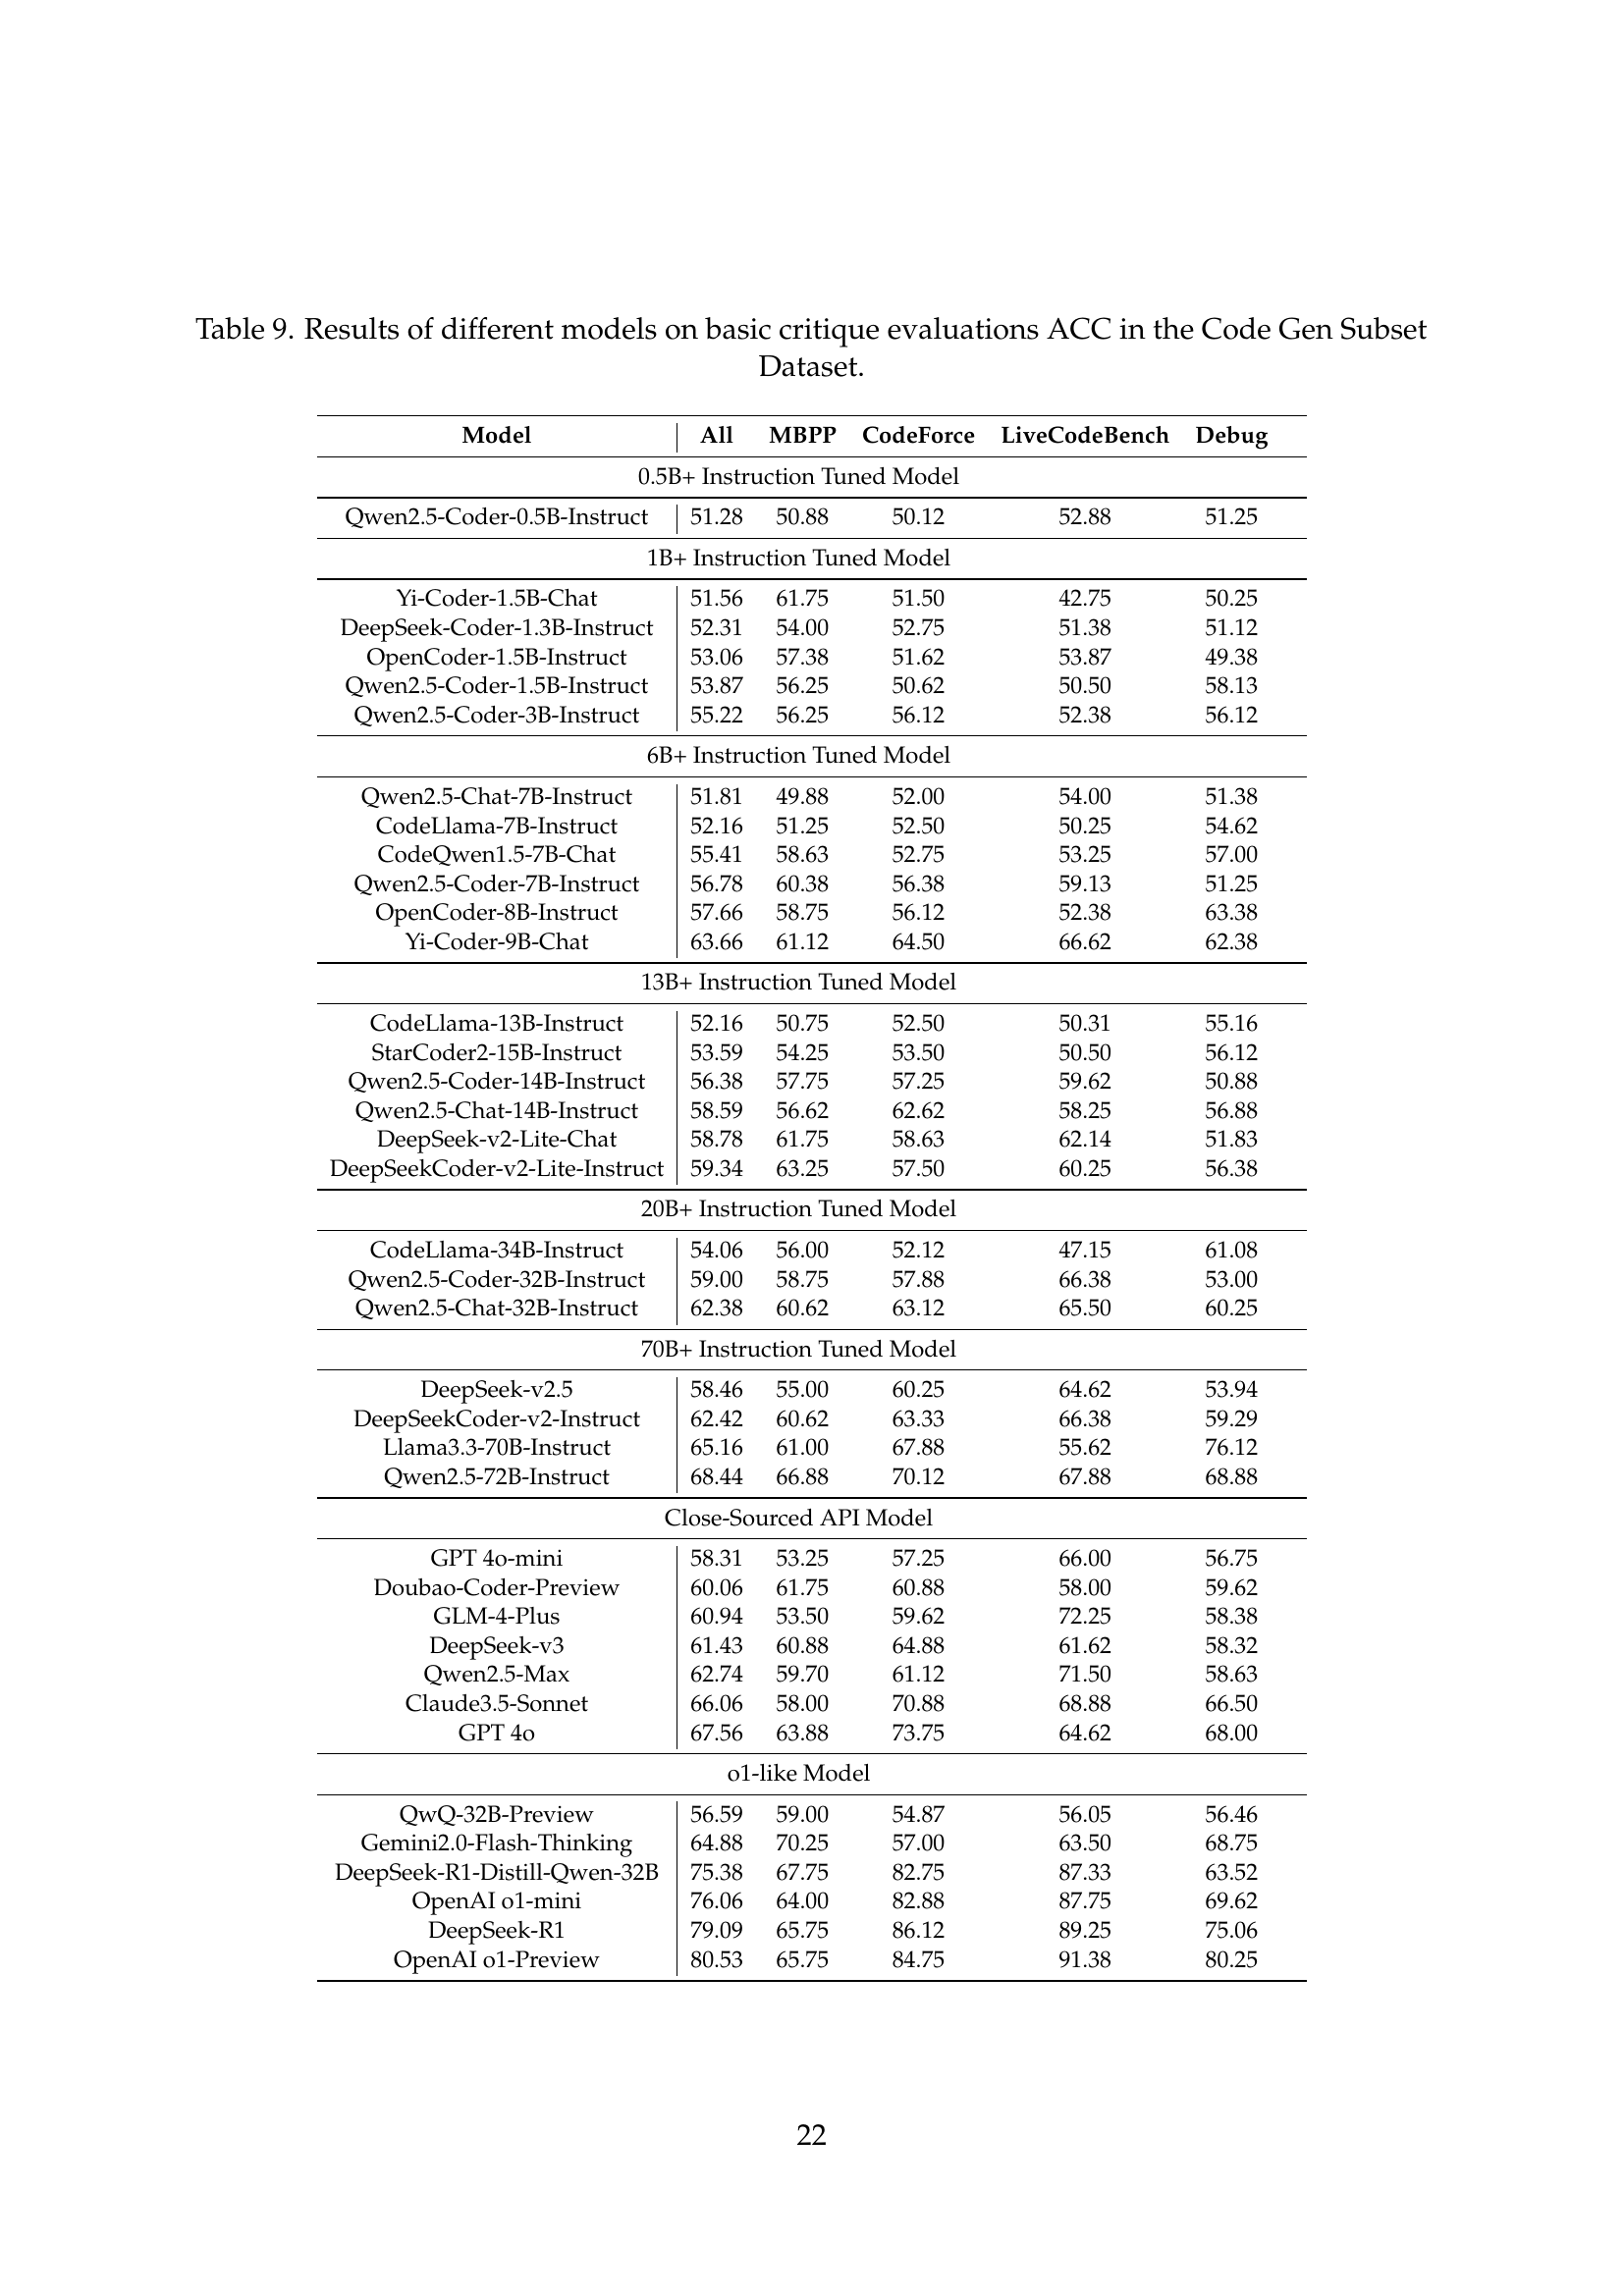 Table 9. Results of different models on basic critique evaluations ACC in the Code Gen Subset
Dataset.
Model All MBPP CodeForce LiveCodeBench Debug
0.5B+ Instruction Tuned Model
Qwen2.5-Coder-0.5B-Instruct 51.28 50.88 50.12 52.88 51.25
1B+ Instruction Tuned Model
Yi-Coder-1.5B-Chat 51.56 61.75 51.50 42.75 50.25
DeepSeek-Coder-1.3B-Instruct 52.31 54.00 52.75 51.38 51.12
OpenCoder-1.5B-Instruct 53.06 57.38 51.62 53.87 49.38
Qwen2.5-Coder-1.5B-Instruct 53.87 56.25 50.62 50.50 58.13
Qwen2.5-Coder-3B-Instruct 55.22 56.25 56.12 52.38 56.12
6B+ Instruction Tuned Model
Qwen2.5-Chat-7B-Instruct 51.81 49.88 52.00 54.00 51.38
CodeLlama-7B-Instruct 52.16 51.25 52.50 50.25 54.62
CodeQwen1.5-7B-Chat 55.41 58.63 52.75 53.25 57.00
Qwen2.5-Coder-7B-Instruct 56.78 60.38 56.38 59.13 51.25
OpenCoder-8B-Instruct 57.66 58.75 56.12 52.38 63.38
Yi-Coder-9B-Chat 63.66 61.12 64.50 66.62 62.38
13B+ Instruction Tuned Model
CodeLlama-13B-Instruct 52.16 50.75 52.50 50.31 55.16
StarCoder2-15B-Instruct 53.59 54.25 53.50 50.50 56.12
Qwen2.5-Coder-14B-Instruct 56.38 57.75 57.25 59.62 50.88
Qwen2.5-Chat-14B-Instruct 58.59 56.62 62.62 58.25 56.88
DeepSeek-v2-Lite-Chat 58.78 61.75 58.63 62.14 51.83
DeepSeekCoder-v2-Lite-Instruct 59.34 63.25 57.50 60.25 56.38
20B+ Instruction Tuned Model
CodeLlama-34B-Instruct 54.06 56.00 52.12 47.15 61.08
Qwen2.5-Coder-32B-Instruct 59.00 58.75 57.88 66.38 53.00
Qwen2.5-Chat-32B-Instruct 62.38 60.62 63.12 65.50 60.25
70B+ Instruction Tuned Model
DeepSeek-v2.5 58.46 55.00 60.25 64.62 53.94
DeepSeekCoder-v2-Instruct 62.42 60.62 63.33 66.38 59.29
Llama3.3-70B-Instruct 65.16 61.00 67.88 55.62 76.12
Qwen2.5-72B-Instruct 68.44 66.88 70.12 67.88 68.88
Close-Sourced API Model
GPT 4o-mini 58.31 53.25 57.25 66.00 56.75
Doubao-Coder-Preview 60.06 61.75 60.88 58.00 59.62
GLM-4-Plus 60.94 53.50 59.62 72.25 58.38
DeepSeek-v3 61.43 60.88 64.88 61.62 58.32
Qwen2.5-Max 62.74 59.70 61.12 71.50 58.63
Claude3.5-Sonnet 66.06 58.00 70.88 68.88 66.50
GPT 4o 67.56 63.88 73.75 64.62 68.00
o1-like Model
QwQ-32B-Preview 56.59 59.00 54.87 56.05 56.46
Gemini2.0-Flash-Thinking 64.88 70.25 57.00 63.50 68.75
DeepSeek-R1-Distill-Qwen-32B 75.38 67.75 82.75 87.33 63.52
OpenAI o1-mini 76.06 64.00 82.88 87.75 69.62
DeepSeek-R1 79.09 65.75 86.12 89.25 75.06
OpenAI o1-Preview 80.53 65.75 84.75 91.38 80.25
22